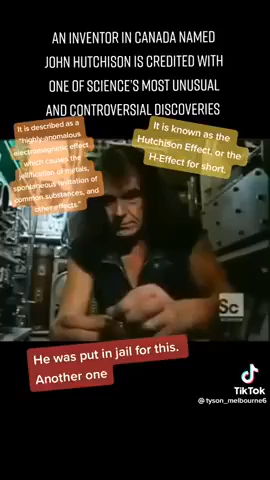 AN INVENTOR IN CANADA NAMED
JOHN HUTCHISON IS CREDITED WITH
ONE OF SCIENCE'S MOST UNUSUAL
AND CONTROVERSIAL DISCOVERIES
It is described as a
"highly-anomalous
electromagnetic effect
which causes the
jellification of metals,
spontaneous levitation of
common substances, and
other effects."
It is known as the
Hutchison Effect, or the
H-Effect for short.
Sc
He was put in jail for this.
Another one
TikTok
@tyson_melbourne6